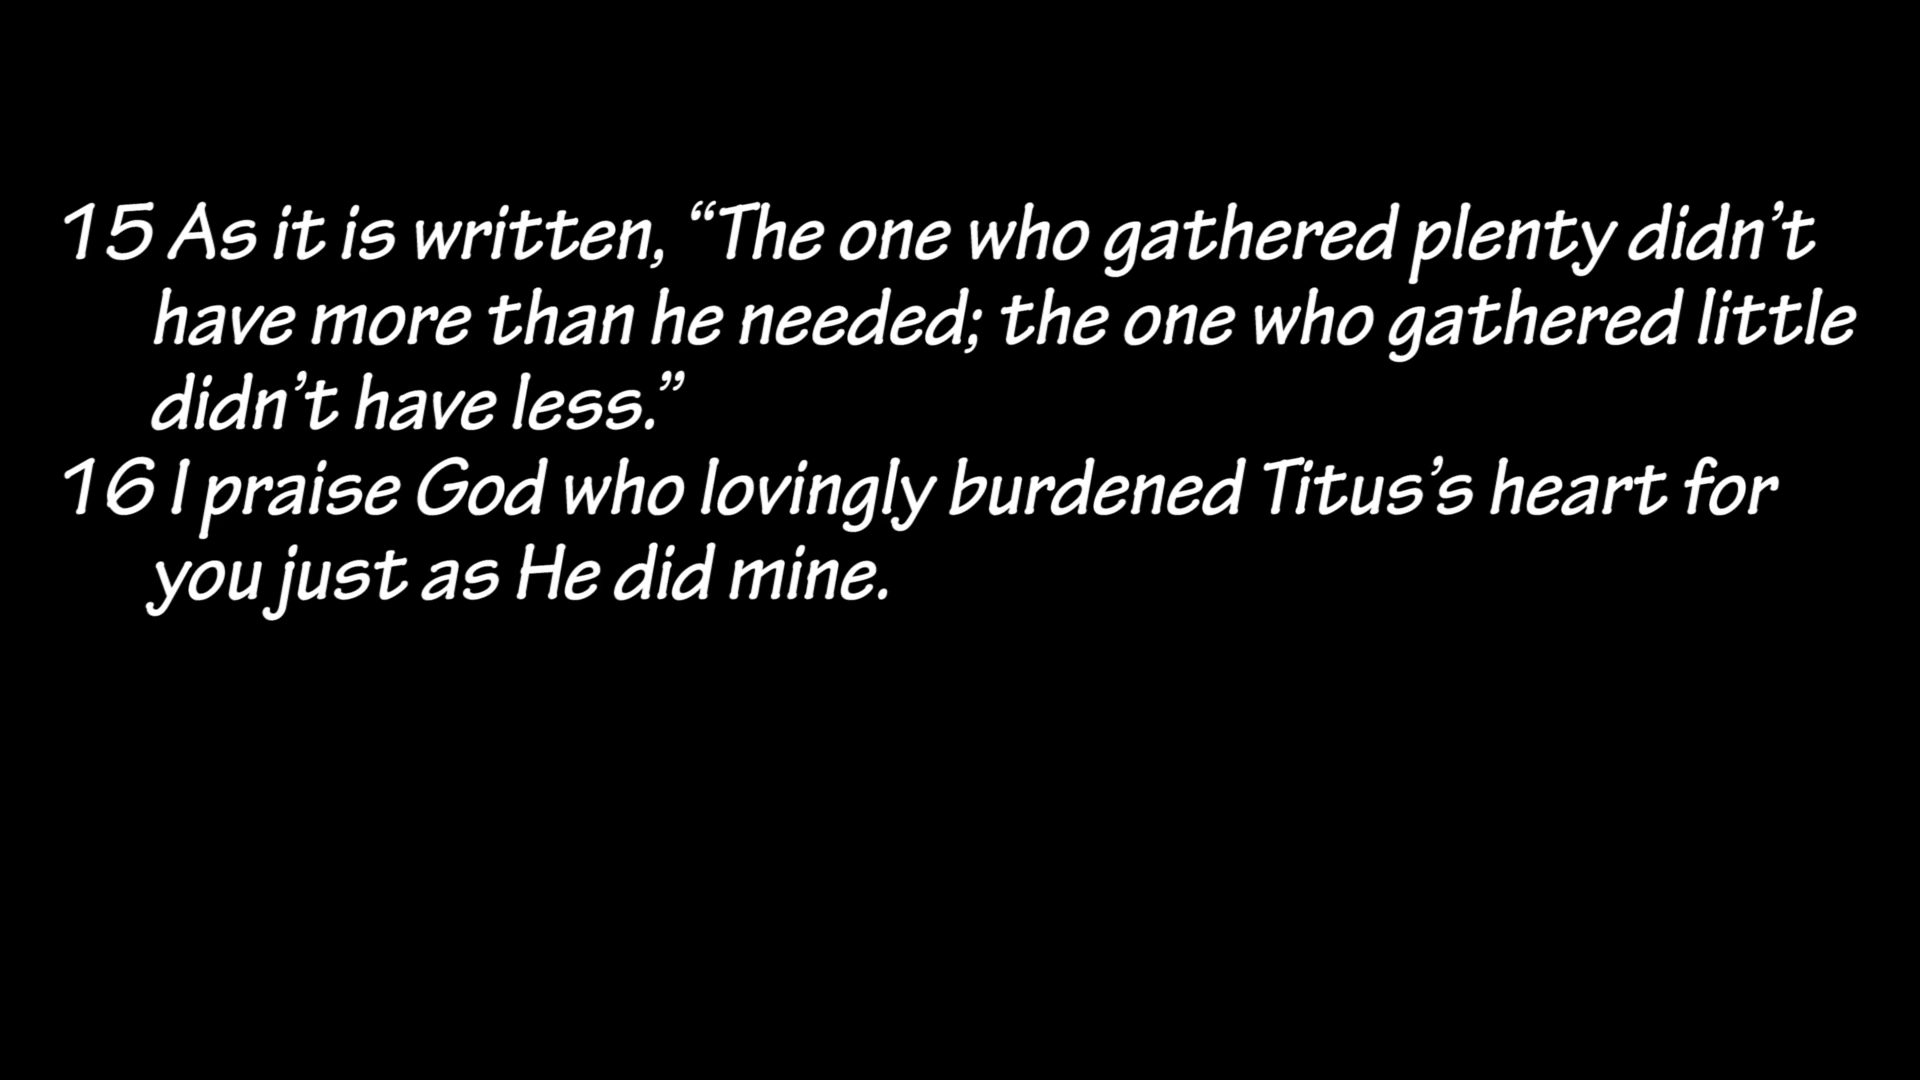 15 As it is written, “The one who gathered plenty didn’t
have more than he needed; the one who gathered little
didn’t have less.”
16 I praise God who lovingly burdened Titus’s heart for
you just as He did mine.